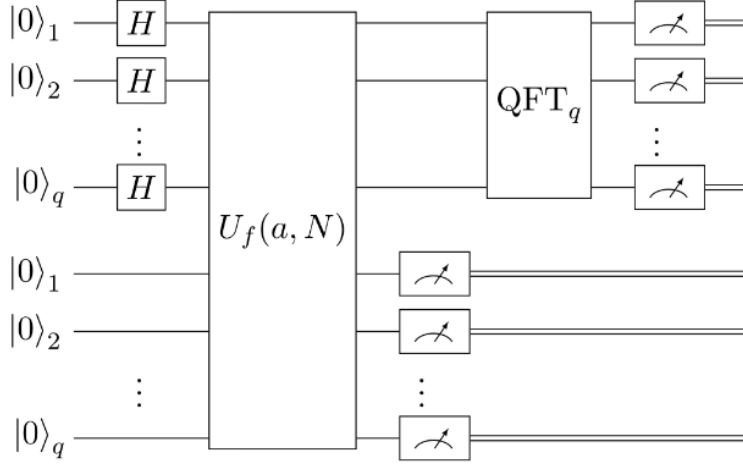 |0⟩₁ H
|0⟩₂ H
⋮ QFT_q ⋮
|0⟩_q H
U_f(a, N)
|0⟩₁
|0⟩₂
⋮ ⋮
|0⟩_q